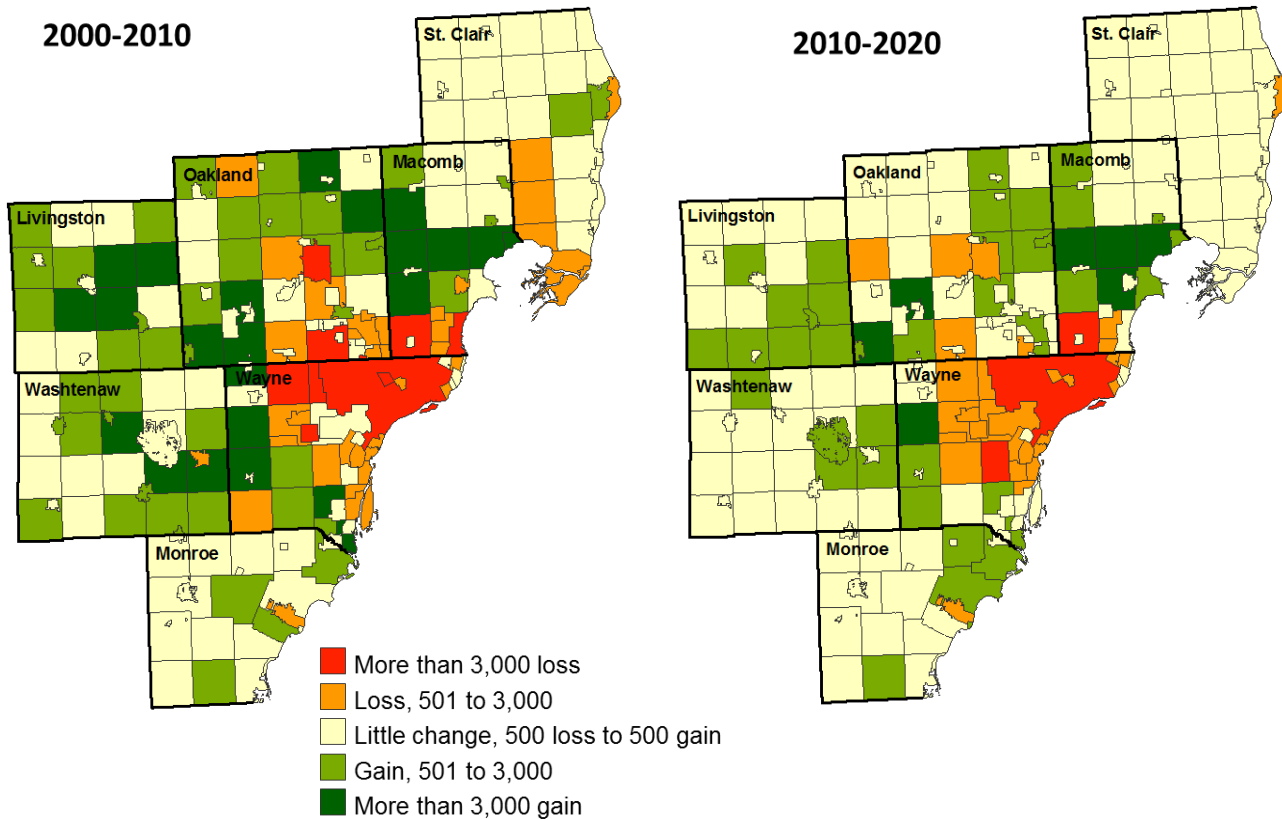 2000-2010
St. Clair
Oakland
Macomb
Livingston
Washtenaw
Wayne
Monroe
2010-2020
St. Clair
Oakland
Macomb
Livingston
Washtenaw
Wayne
Monroe
More than 3,000 loss
Loss, 501 to 3,000
Little change, 500 loss to 500 gain
Gain, 501 to 3,000
More than 3,000 gain